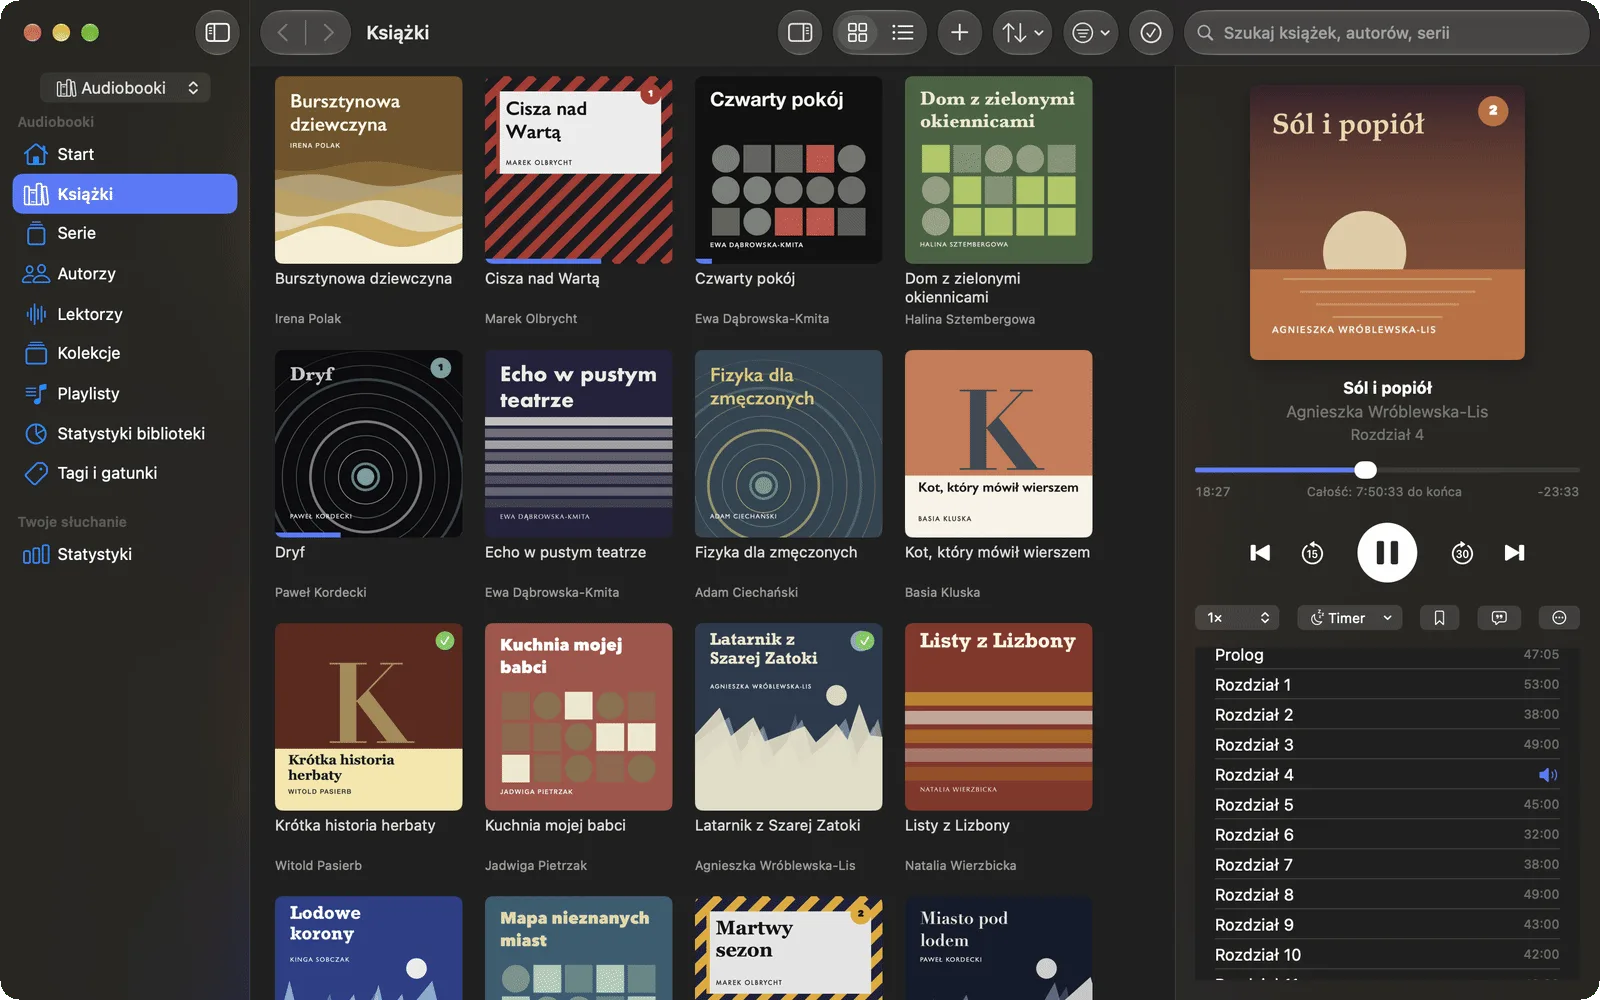 Książki
Szukaj książek, autorów, serii
Audiobooki
Audiobooki
Start
Książki
Serie
Autorzy
Lektorzy
Kolekcje
Playlisty
Statystyki biblioteki
Tagi i gatunki
Twoje słuchanie
Statystyki
Bursztynowa
dziewczyna
IRENA POLAK
Bursztynowa dziewczyna
Irena Polak
1
Cisza nad
Wartą
MAREK OLBRYCHT
Cisza nad Wartą
Marek Olbrycht
Czwarty pokój
EWA DĄBROWSKA-KMITA
Czwarty pokój
Ewa Dąbrowska-Kmita
Dom z zielonymi
okiennicami
HALINA SZTEMBERGOWA
Dom z zielonymi
okiennicami
Halina Sztembergowa
Dryf
1
PAWEŁ KORDECKI
Dryf
Paweł Kordecki
Echo w pustym
teatrze
EWA DĄBROWSKA-KMITA
Echo w pustym teatrze
Ewa Dąbrowska-Kmita
Fizyka dla
zmęczonych
ADAM CIECHAŃSKI
Fizyka dla zmęczonych
Adam Ciechański
K
Kot, który mówił wierszem
BASIA KLUSKA
Kot, który mówił wierszem
Basia Kluska
K
Krótka historia
herbaty
WITOLD PASIERB
Krótka historia herbaty
Witold Pasierb
Kuchnia mojej
babci
JADWIGA PIETRZAK
Kuchnia mojej babci
Jadwiga Pietrzak
Latarnik z
Szarej Zatoki
AGNIESZKA WRÓBLEWSKA-LIS
Latarnik z Szarej Zatoki
Agnieszka Wróblewska-Lis
Listy z Lizbony
NATALIA WIERZBICKA
Listy z Lizbony
Natalia Wierzbicka
Lodowe
korony
KINGA SOBCZAK
Mapa nieznanych
miast
2
Martwy
sezon
MAREK OLBRYCHT
Miasto pod
lodem
PAWEŁ KORDECKI
Sól i popiół
2
AGNIESZKA WRÓBLEWSKA-LIS
Sól i popiół
Agnieszka Wróblewska-Lis
Rozdział 4
18:27
Całość: 7:50:33 do końca
-23:33
15
30
1×
Timer
Prolog 47:05
Rozdział 1 53:00
Rozdział 2 38:00
Rozdział 3 49:00
Rozdział 4
Rozdział 5 45:00
Rozdział 6 32:00
Rozdział 7 38:00
Rozdział 8 49:00
Rozdział 9 43:00
Rozdział 10 42:00